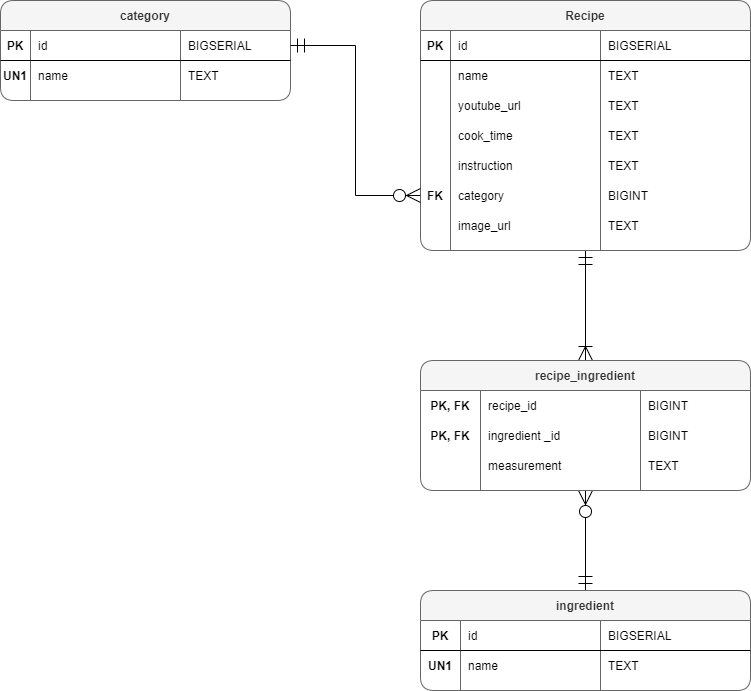 category
PK id BIGSERIAL
UN1 name TEXT
Recipe
PK id BIGSERIAL
name TEXT
youtube_url TEXT
cook_time TEXT
instruction TEXT
FK category BIGINT
image_url TEXT
recipe_ingredient
PK, FK recipe_id BIGINT
PK, FK ingredient _id BIGINT
measurement TEXT
ingredient
PK id BIGSERIAL
UN1 name TEXT